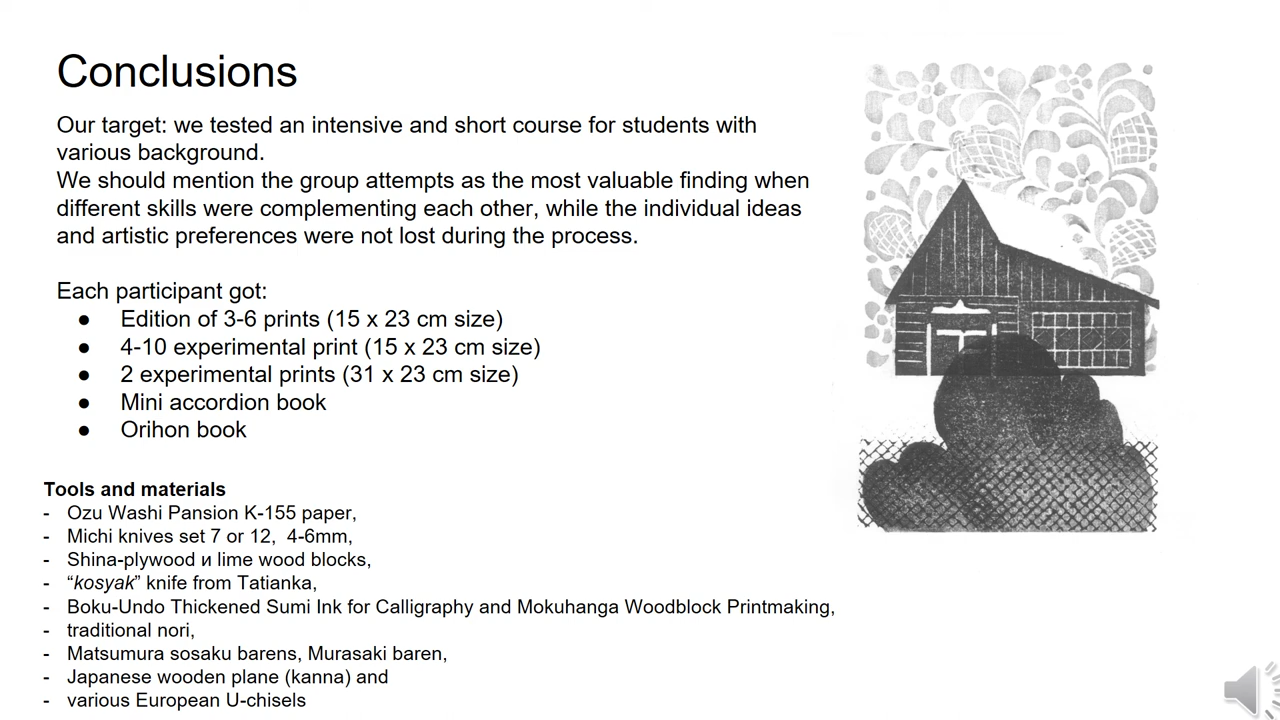 Conclusions
Our target: we tested an intensive and short course for students with
various background.
We should mention the group attempts as the most valuable finding when
different skills were complementing each other, while the individual ideas
and artistic preferences were not lost during the process.
Each participant got:
● Edition of 3-6 prints (15 x 23 cm size)
● 4-10 experimental print (15 x 23 cm size)
● 2 experimental prints (31 x 23 cm size)
● Mini accordion book
● Orihon book
Tools and materials
- Ozu Washi Pansion K-155 paper,
- Michi knives set 7 or 12, 4-6mm,
- Shina-plywood и lime wood blocks,
- “kosyak” knife from Tatianka,
- Boku-Undo Thickened Sumi Ink for Calligraphy and Mokuhanga Woodblock Printmaking,
- traditional nori,
- Matsumura sosaku barens, Murasaki baren,
- Japanese wooden plane (kanna) and
- various European U-chisels